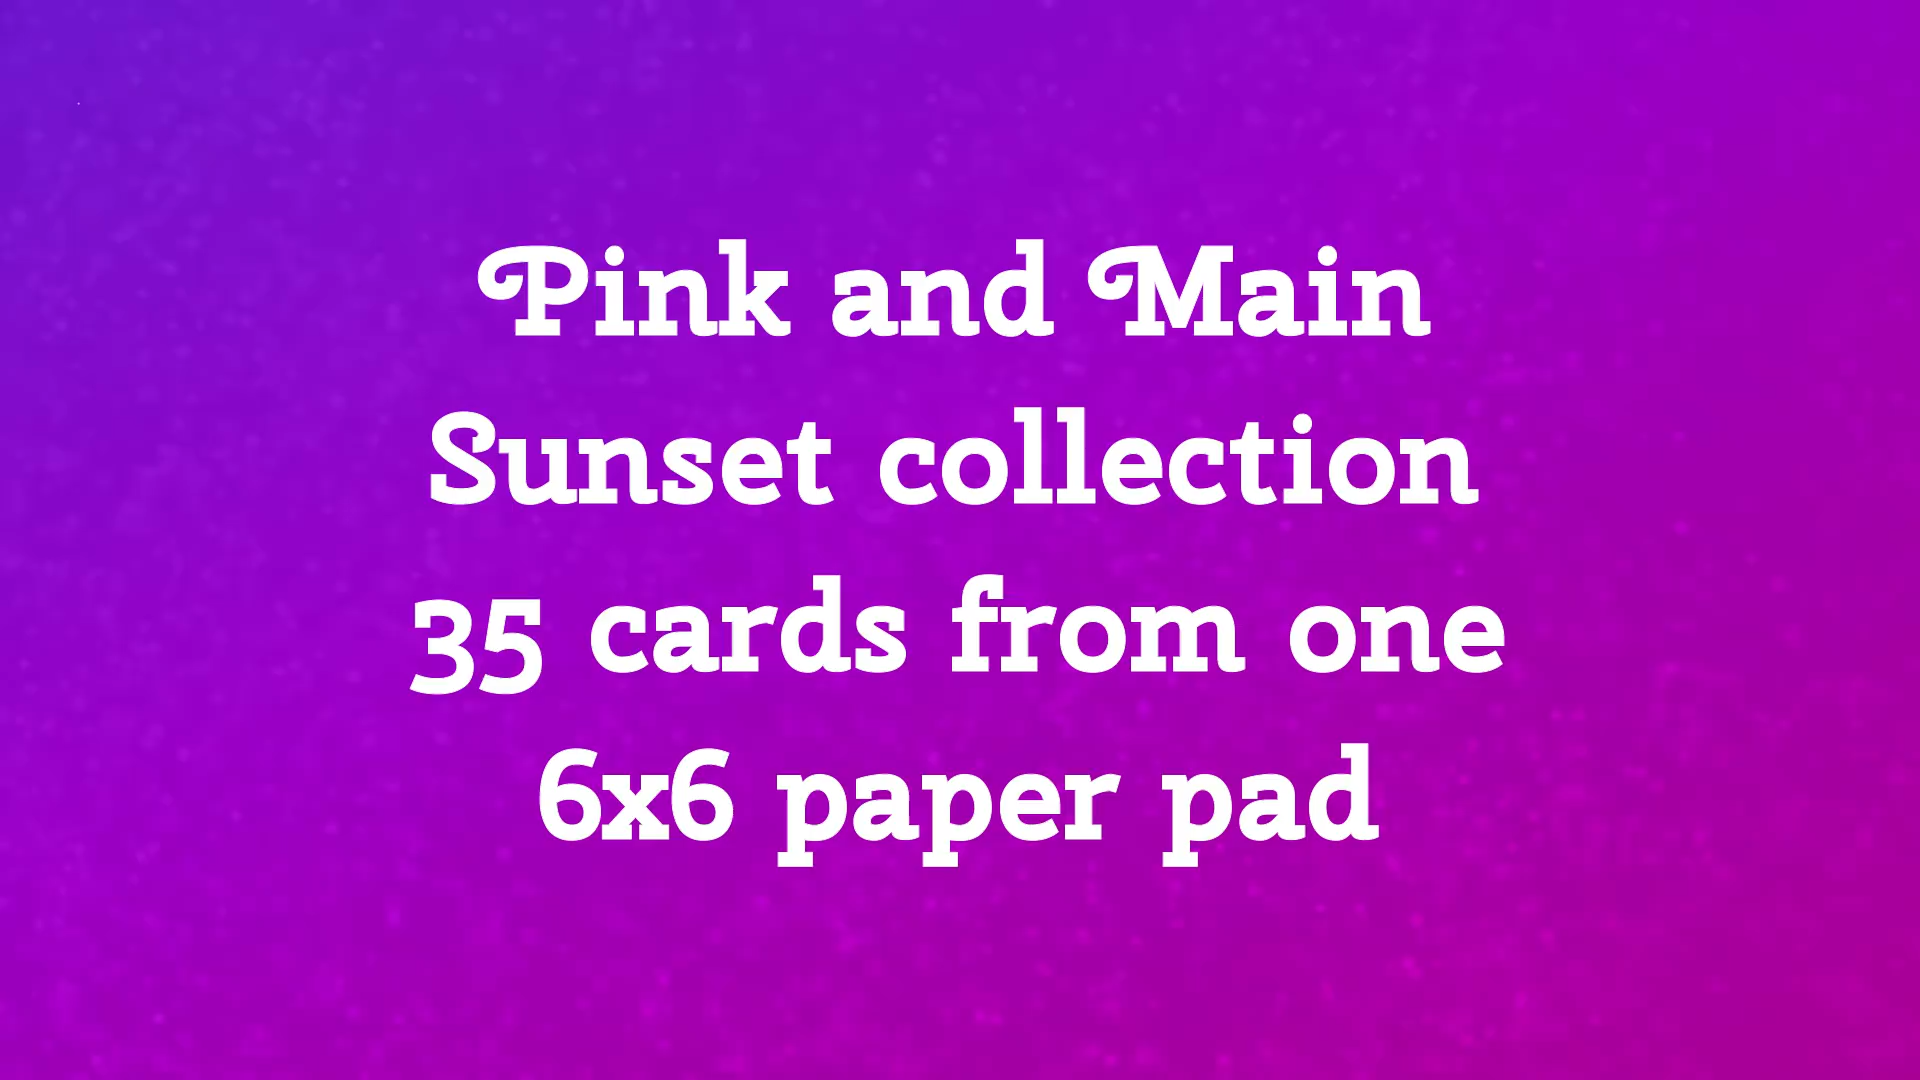 Pink and Main
Sunset collection
35 cards from one
6x6 paper pad